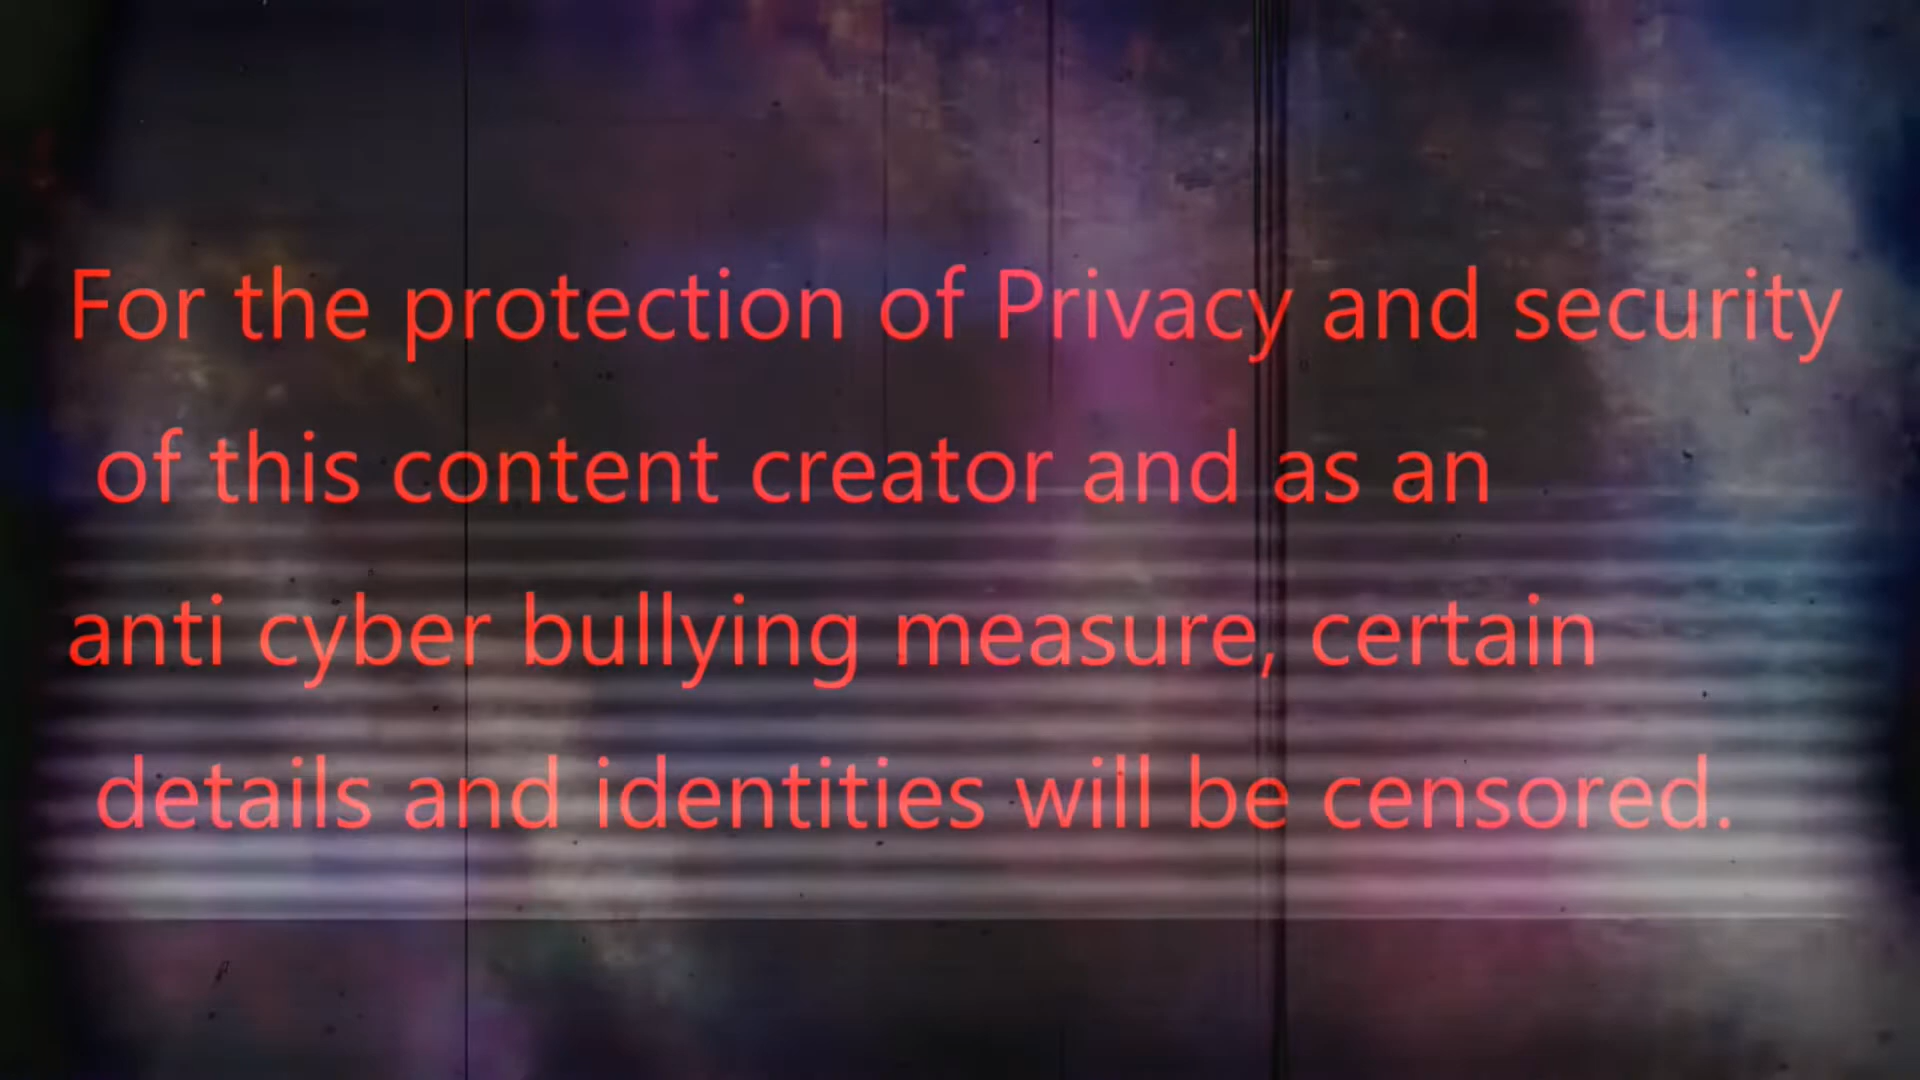 For the protection of Privacy and security
of this content creator and as an
anti cyber bullying measure, certain
details and identities will be censored.